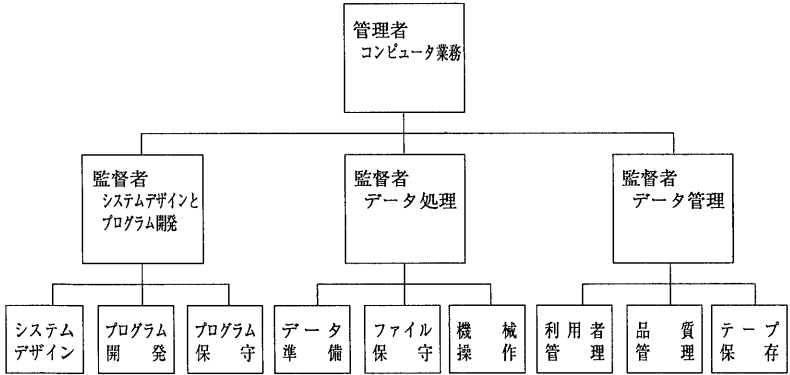 管理者
コンピュータ業務
監督者
システムデザインと
プログラム開発
監督者
データ処理
監督者
データ管理
システム
デザイン
プログラム
開発
プログラム
保守
データ
準備
ファイル
保守
機械
操作
利用者
管理
品質
管理
テープ
保存